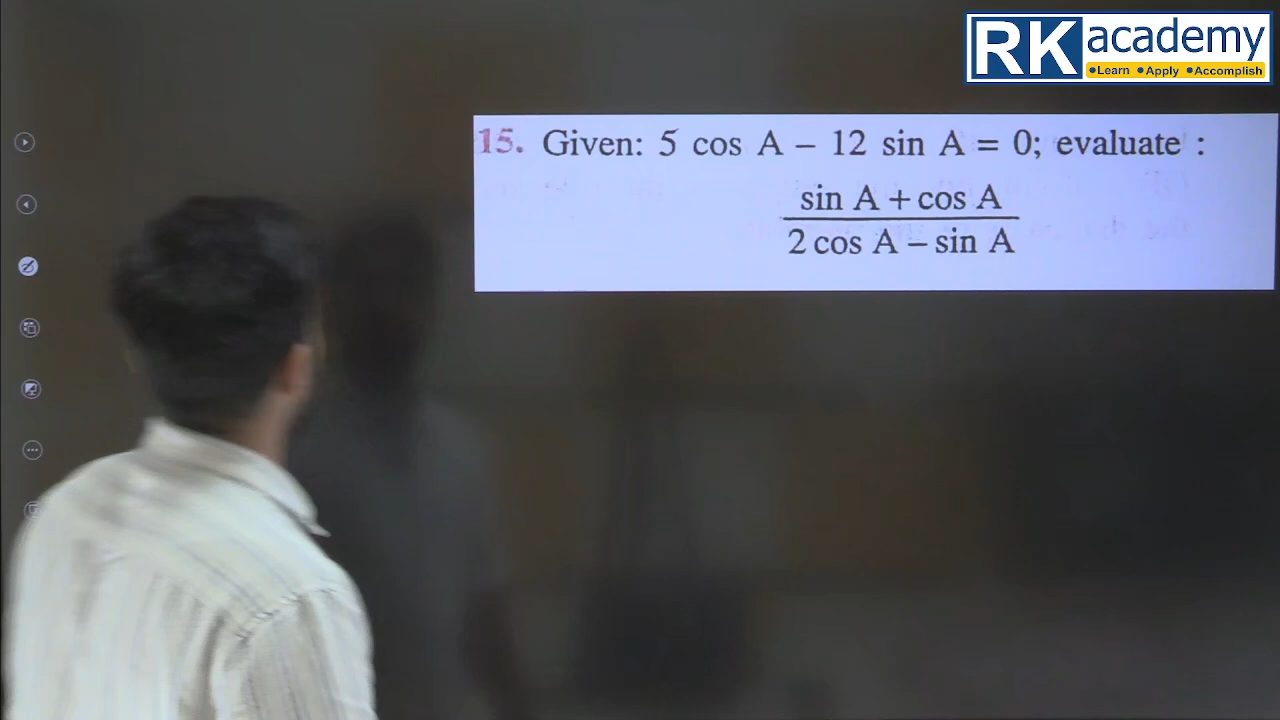 RK academy
•Learn •Apply •Accomplish
15. Given: 5 cos A – 12 sin A = 0; evaluate :
sin A + cos A
2 cos A – sin A